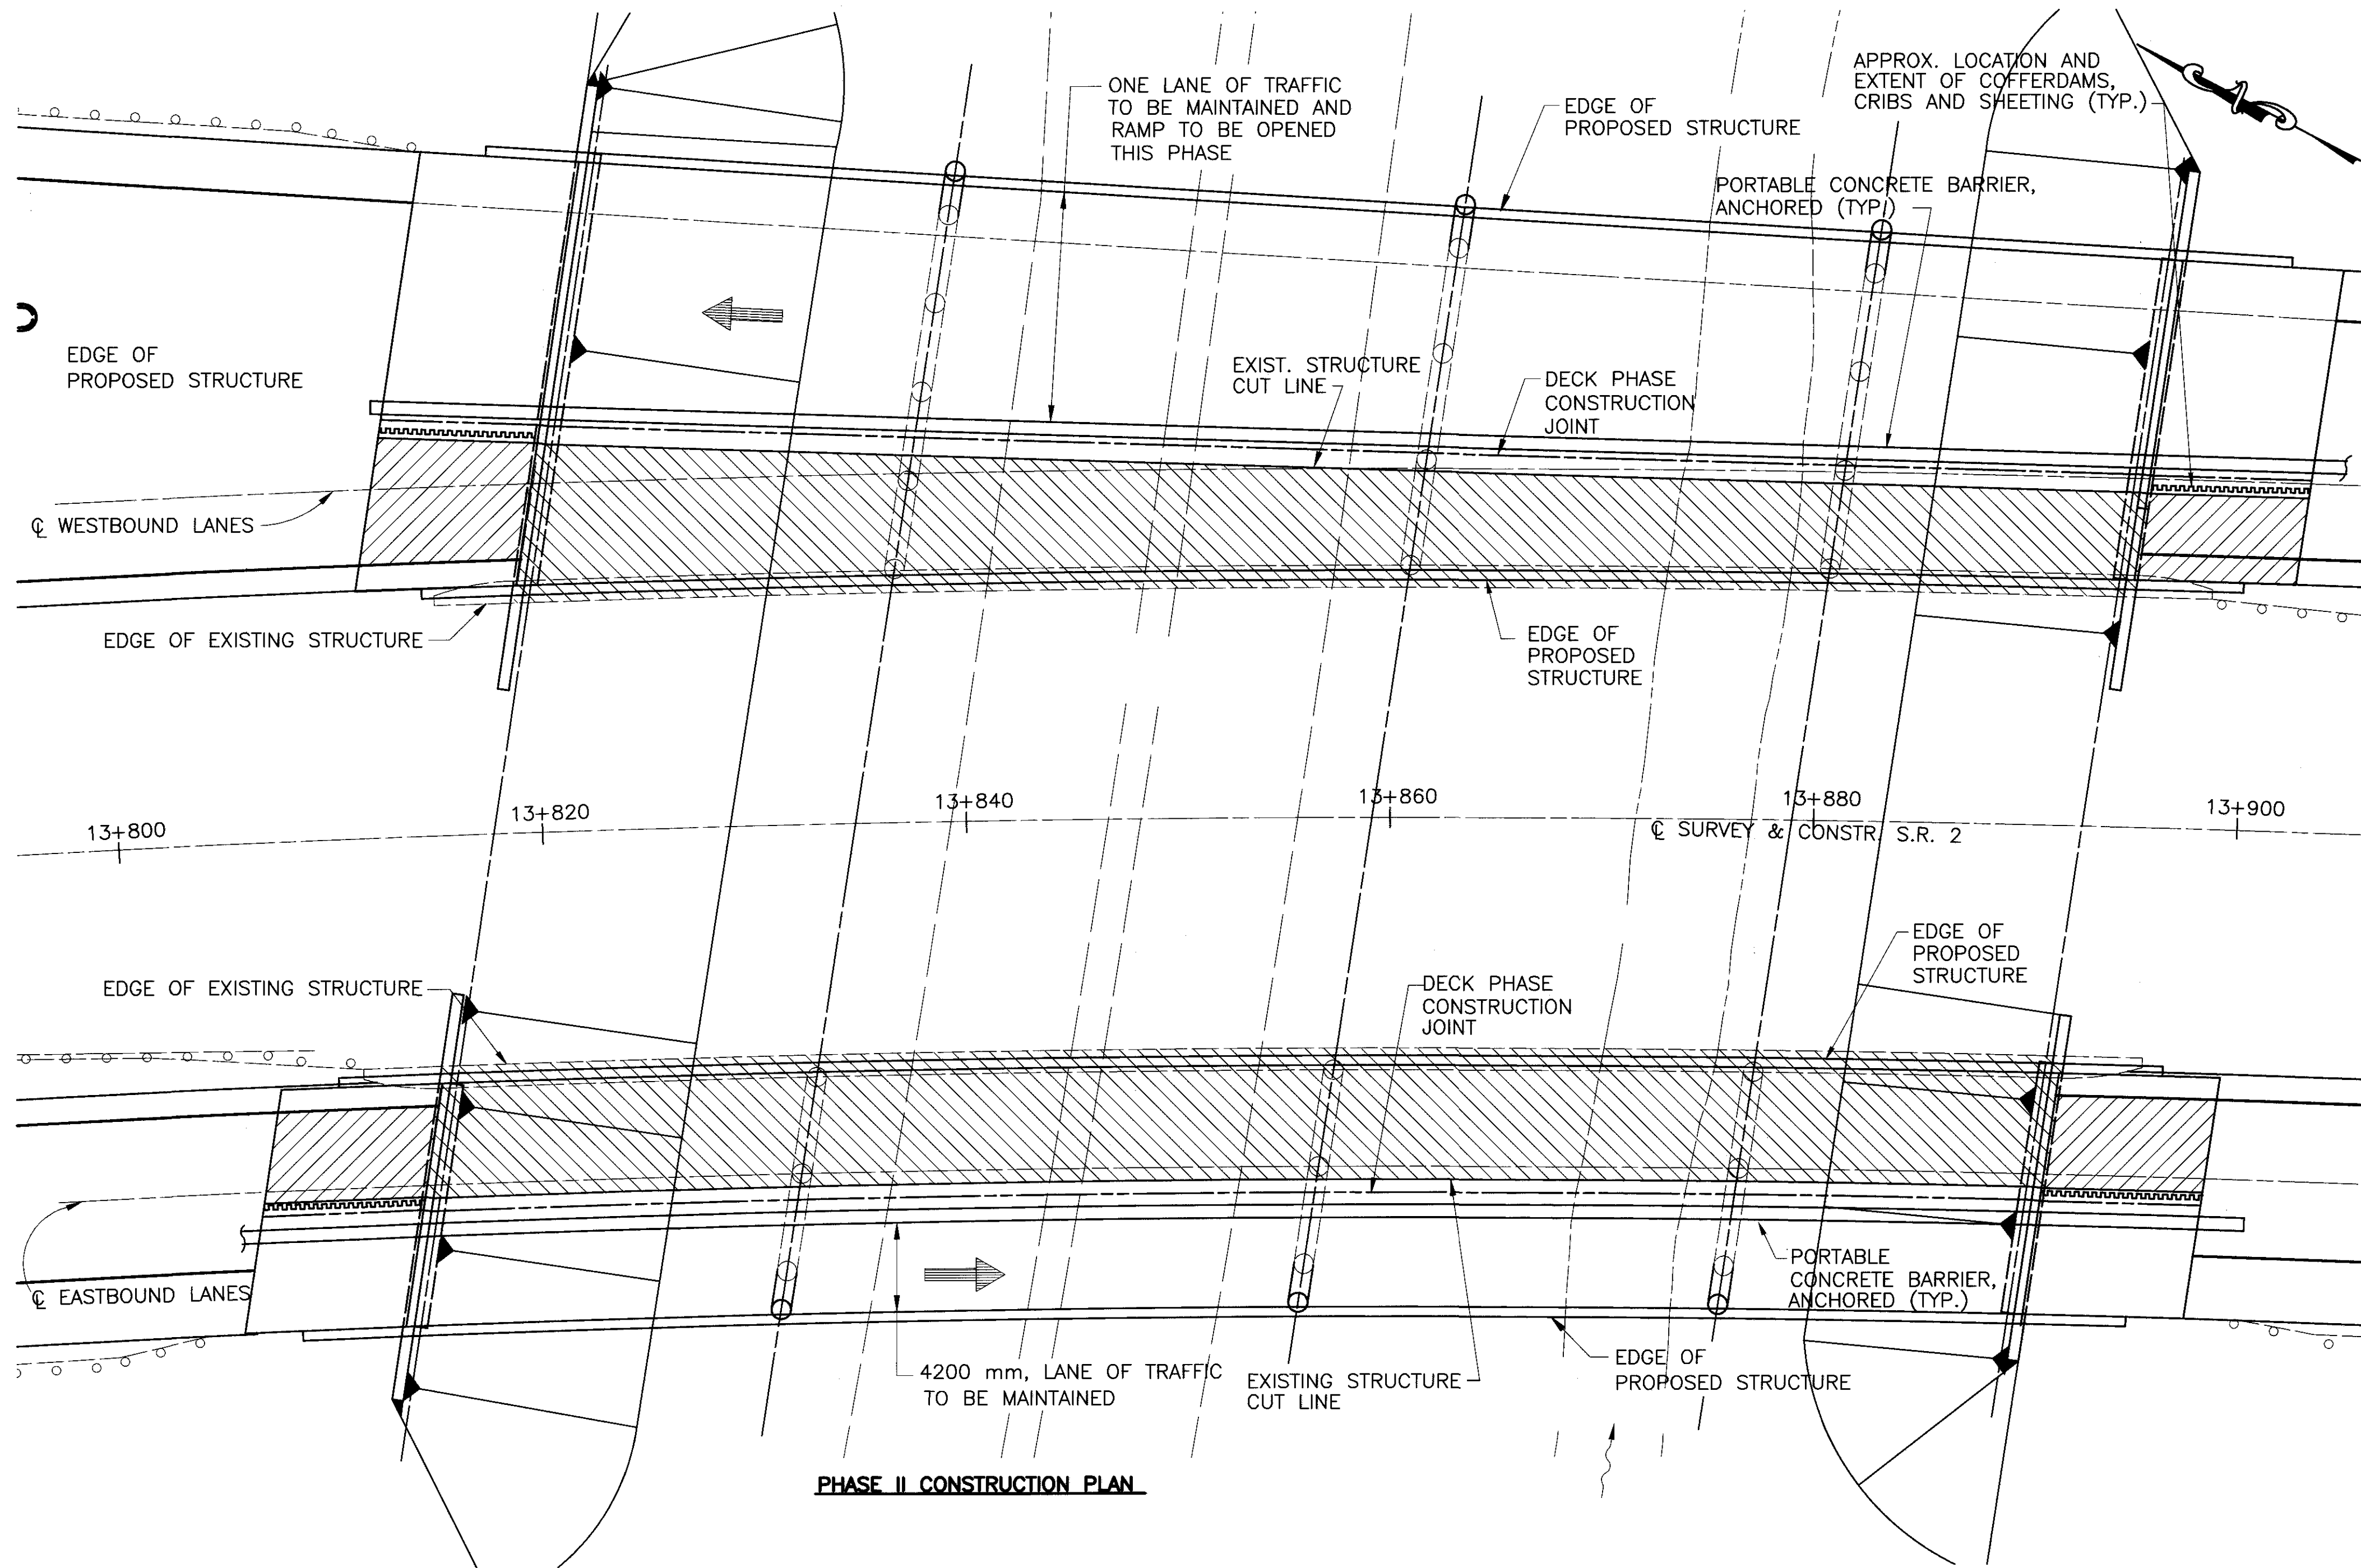 ONE LANE OF TRAFFIC
TO BE MAINTAINED AND
RAMP TO BE OPENED
THIS PHASE
EDGE OF
PROPOSED STRUCTURE
APPROX. LOCATION AND
EXTENT OF COFFERDAMS,
CRIBS AND SHEETING (TYP.)
PORTABLE CONCRETE BARRIER,
ANCHORED (TYP.)
EDGE OF
PROPOSED STRUCTURE
EXIST. STRUCTURE
CUT LINE
DECK PHASE
CONSTRUCTION
JOINT
℄ WESTBOUND LANES
EDGE OF EXISTING STRUCTURE
EDGE OF
PROPOSED
STRUCTURE
13+800
13+820
13+840
13+860
13+880
13+900
℄ SURVEY & CONSTR. S.R. 2
EDGE OF EXISTING STRUCTURE
DECK PHASE
CONSTRUCTION
JOINT
EDGE OF
PROPOSED
STRUCTURE
℄ EASTBOUND LANES
PORTABLE
CONCRETE BARRIER,
ANCHORED (TYP.)
4200 mm, LANE OF TRAFFIC
TO BE MAINTAINED
EXISTING STRUCTURE
CUT LINE
EDGE OF
PROPOSED STRUCTURE
PHASE II CONSTRUCTION PLAN